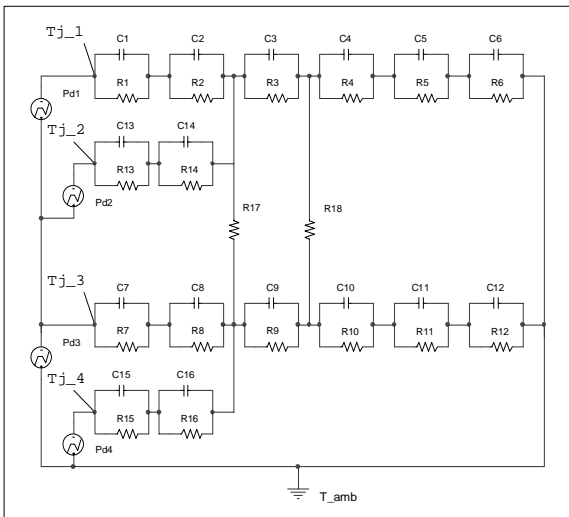 Tj_1
C1 C2 C3 C4 C5 C6
R1 R2 R3 R4 R5 R6
Pd1
Tj_2
C13 C14
R13 R14
Pd2
R17 R18
Tj_3
C7 C8 C9 C10 C11 C12
R7 R8 R9 R10 R11 R12
Pd3
Tj_4
C15 C16
R15 R16
Pd4
T_amb